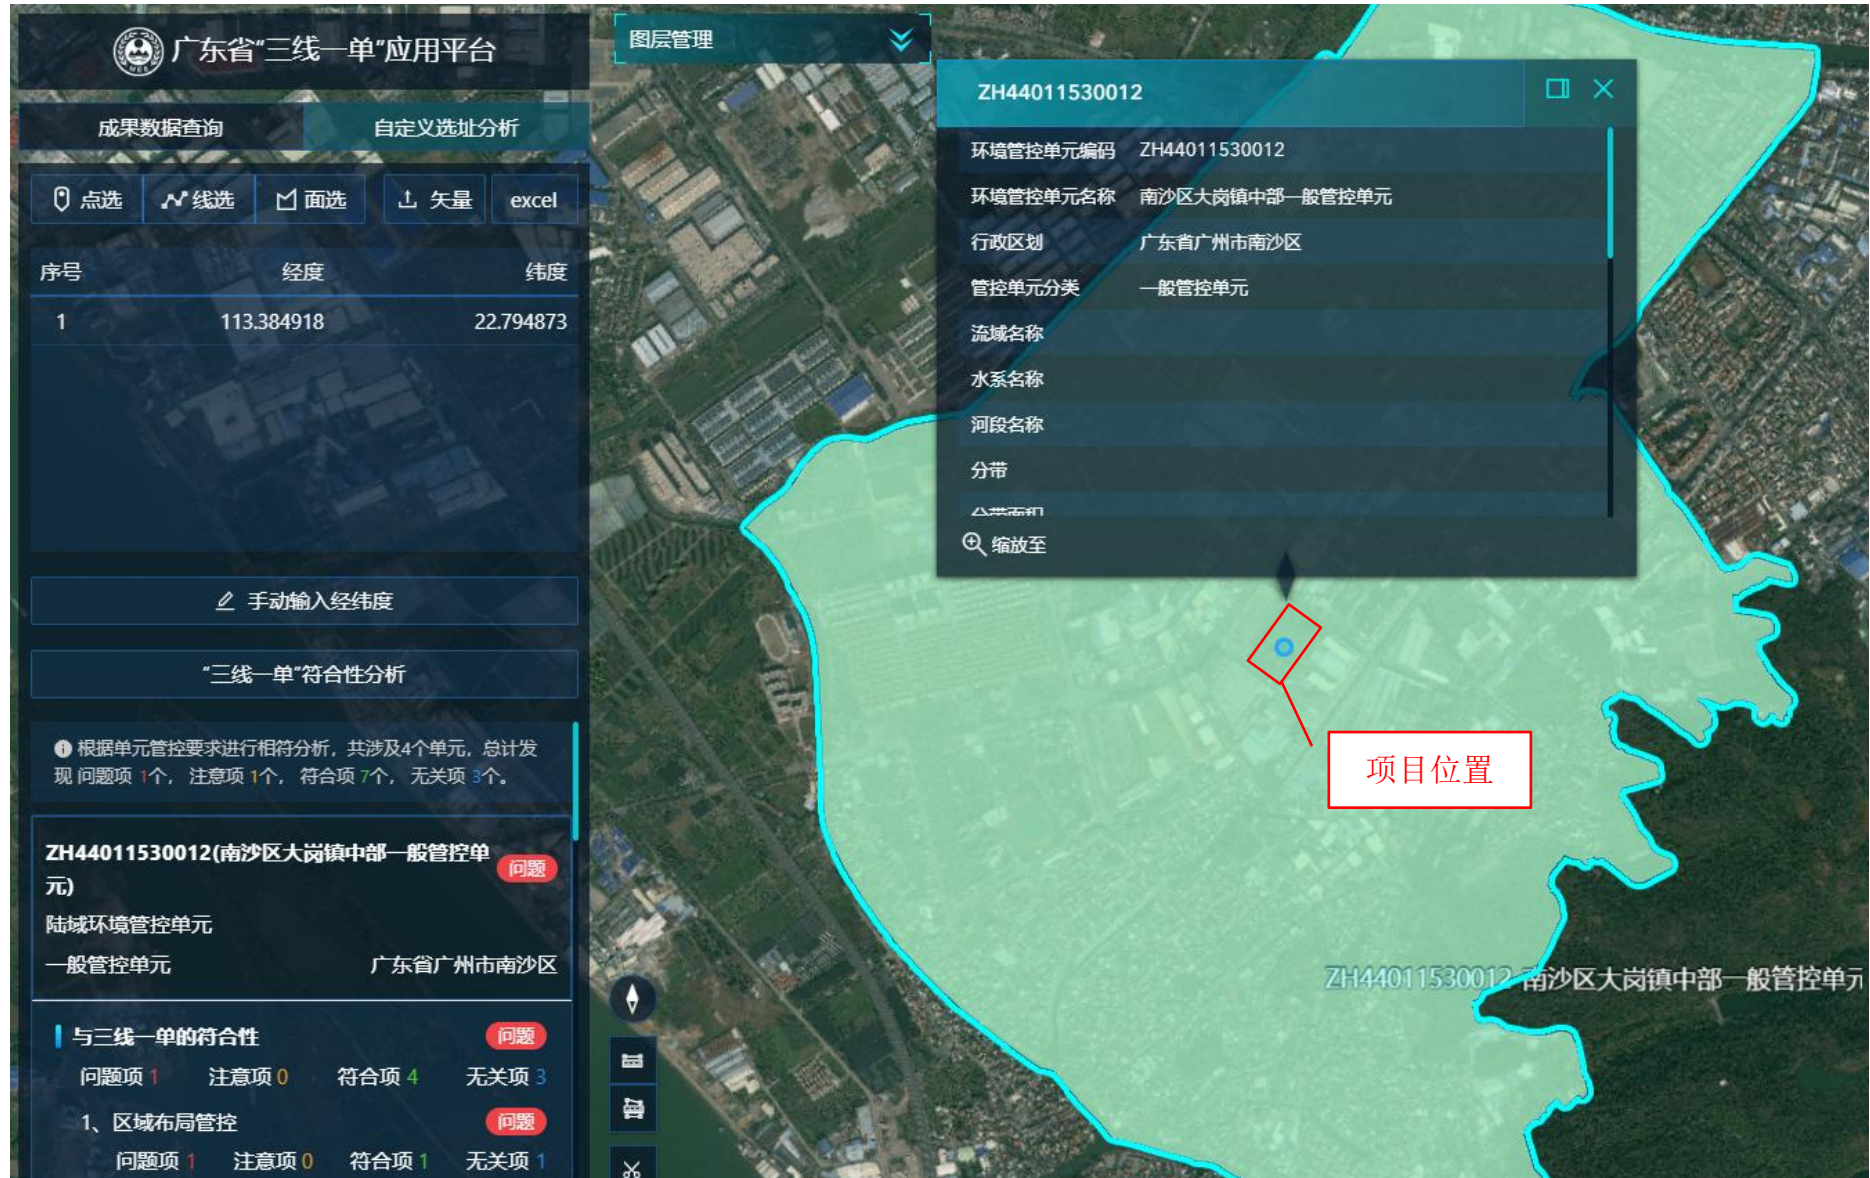 广东省“三线一单”应用平台
成果数据查询 自定义选址分析
点选 线选 面选 矢量 excel
序号 经度 纬度
1 113.384918 22.794873
手动输入经纬度
“三线一单”符合性分析
根据单元管控要求进行相符分析，共涉及4个单元，总计发
现 问题项 1个， 注意项 1个， 符合项 7个， 无关项 3个。
ZH44011530012(南沙区大岗镇中部一般管控单
元)
问题
陆域环境管控单元
一般管控单元 广东省广州市南沙区
与三线一单的符合性 问题
问题项 1 注意项 0 符合项 4 无关项 3
1、区域布局管控 问题
问题项 1 注意项 0 符合项 1 无关项 1
图层管理
ZH44011530012
环境管控单元编码 ZH44011530012
环境管控单元名称 南沙区大岗镇中部一般管控单元
行政区划 广东省广州市南沙区
管控单元分类 一般管控单元
流域名称
水系名称
河段名称
分带
分带面积
缩放至
项目位置
ZH44011530012 南沙区大岗镇中部一般管控单元